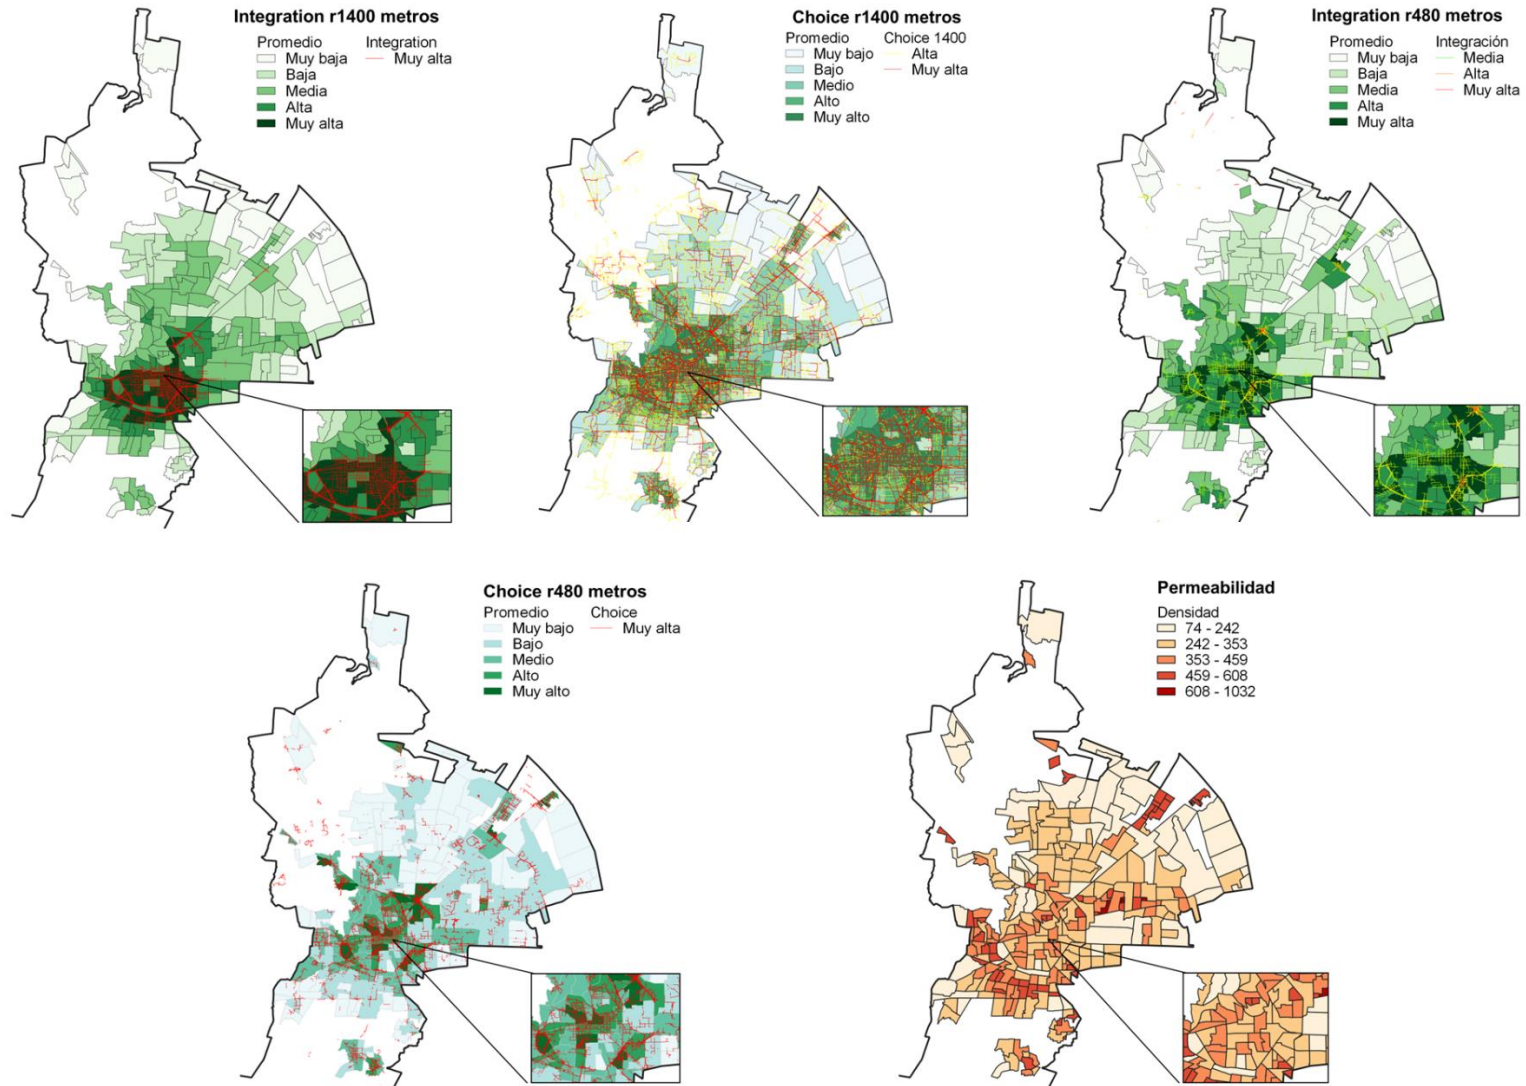 Integration r1400 metros
Promedio Integration
Muy baja Muy alta
Baja
Media
Alta
Muy alta
Choice r1400 metros
Promedio Choice 1400
Muy bajo Alta
Bajo Muy alta
Medio
Alto
Muy alto
Integration r480 metros
Promedio Integración
Muy baja Media
Baja Alta
Media Muy alta
Alta
Muy alta
Choice r480 metros
Promedio Choice
Muy bajo Muy alta
Bajo
Medio
Alto
Muy alto
Permeabilidad
Densidad
74 - 242
242 - 353
353 - 459
459 - 608
608 - 1032